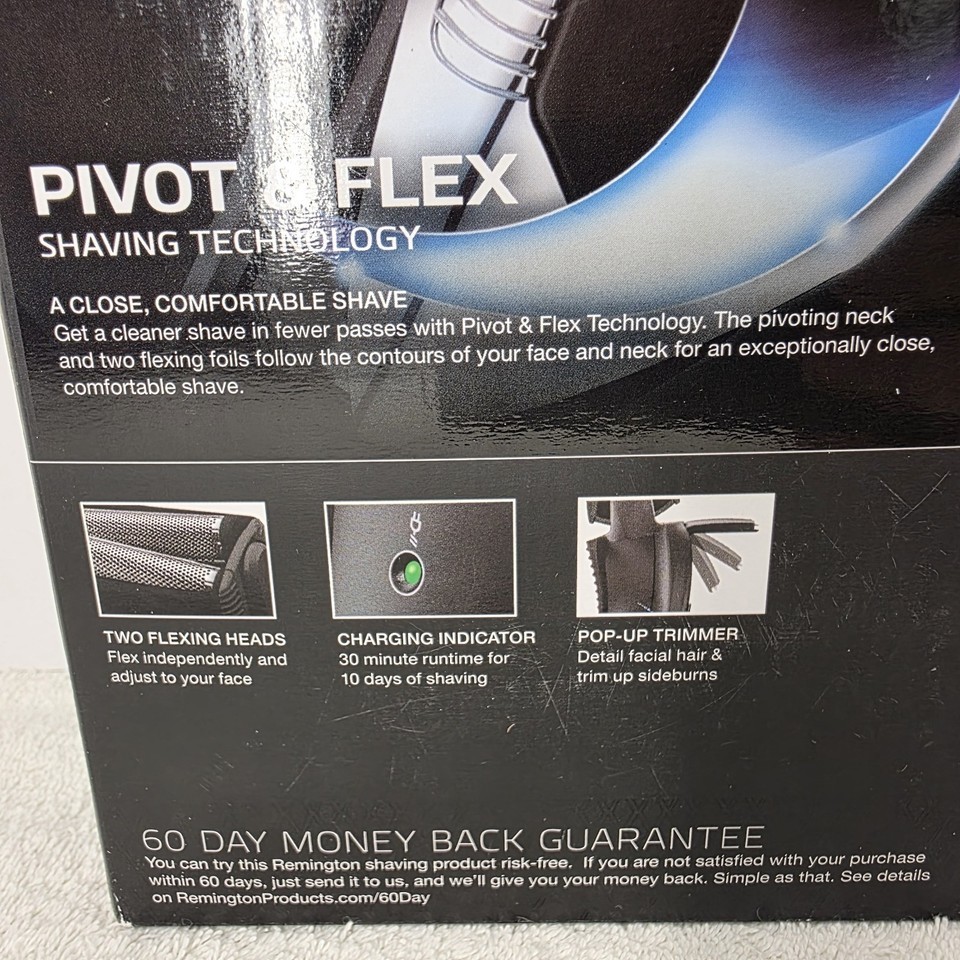 PIVOT & FLEX
SHAVING TECHNOLOGY
A CLOSE, COMFORTABLE SHAVE
Get a cleaner shave in fewer passes with Pivot & Flex Technology. The pivoting neck
and two flexing foils follow the contours of your face and neck for an exceptionally close,
comfortable shave.
TWO FLEXING HEADS
Flex independently and
adjust to your face
CHARGING INDICATOR
30 minute runtime for
10 days of shaving
POP-UP TRIMMER
Detail facial hair &
trim up sideburns
60 DAY MONEY BACK GUARANTEE
You can try this Remington shaving product risk-free. If you are not satisfied with your purchase
within 60 days, just send it to us, and we'll give you your money back. Simple as that. See details
on RemingtonProducts.com/60Day